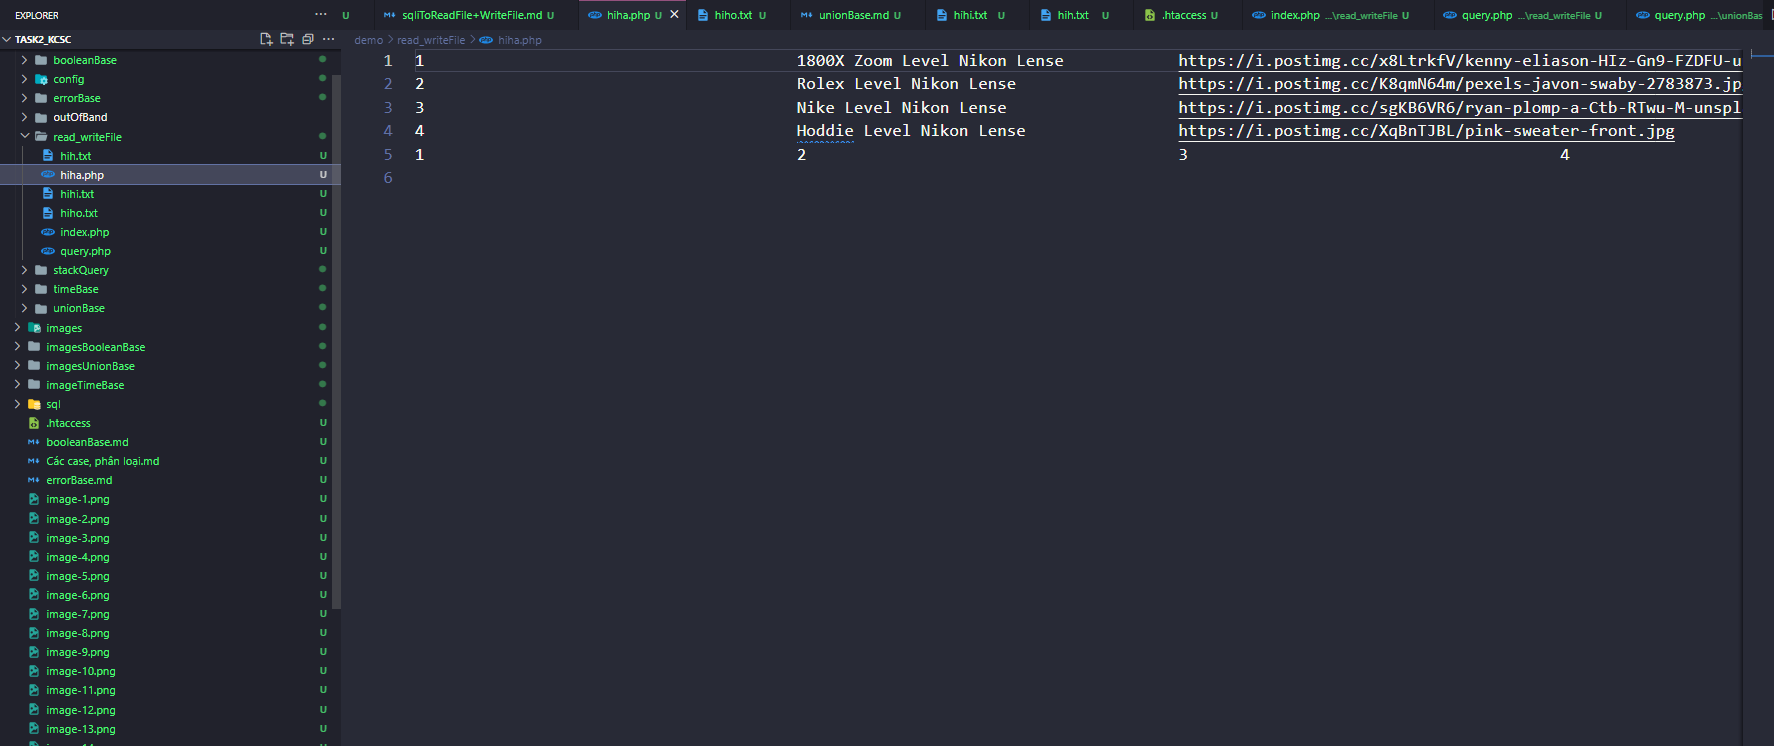 EXPLORER
TASK2_KCSC
booleanBase
config
errorBase
outOfBand
read_writeFile
hih.txt U
hiha.php U
hihi.txt U
hiho.txt U
index.php U
query.php U
stackQuery
timeBase
unionBase
images
imagesBooleanBase
imagesUnionBase
imageTimeBase
sql
.htaccess U
booleanBase.md U
Các case, phân loại.md U
errorBase.md U
image-1.png U
image-2.png U
image-3.png U
image-4.png U
image-5.png U
image-6.png U
image-7.png U
image-8.png U
image-9.png U
image-10.png U
image-11.png U
image-12.png U
image-13.png U
U sqliToReadFile+WriteFile.md U hiha.php U hiho.txt U unionBase.md U hihi.txt U hih.txt U .htaccess U index.php ...\read_writeFile U query.php ...\read_writeFile U query.php ...\unionBas
demo > read_writeFile > hiha.php
1 1 1800X Zoom Level Nikon Lense https://i.postimg.cc/x8LtrkfV/kenny-eliason-HIz-Gn9-FZDFU-u
2 2 Rolex Level Nikon Lense https://i.postimg.cc/K8qmN64m/pexels-javon-swaby-2783873.jp
3 3 Nike Level Nikon Lense https://i.postimg.cc/sgKB6VR6/ryan-plomp-a-Ctb-RTwu-M-unspl
4 4 Hoddie Level Nikon Lense https://i.postimg.cc/XqBnTJBL/pink-sweater-front.jpg
5 1 2 3 4
6